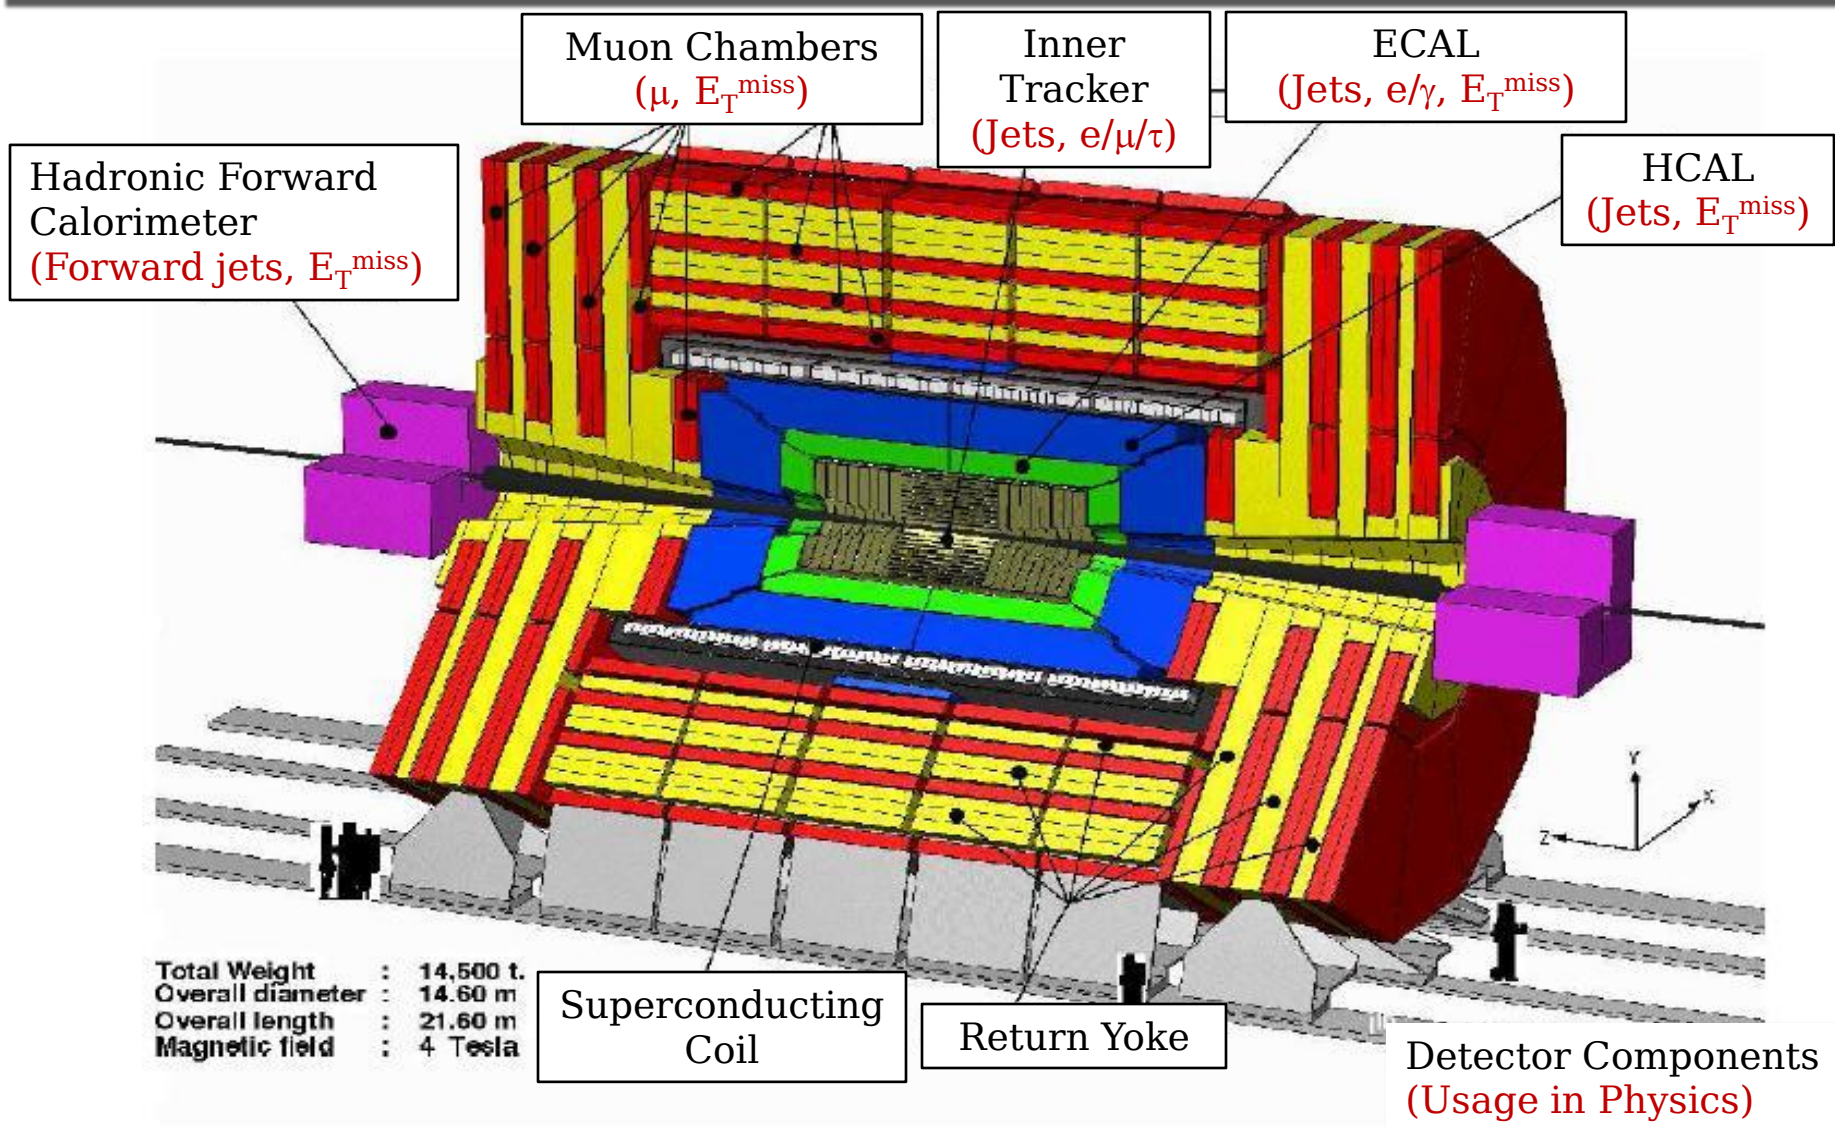 Muon Chambers
(μ, E_T^miss)
Inner
Tracker
(Jets, e/μ/τ)
ECAL
(Jets, e/γ, E_T^miss)
HCAL
(Jets, E_T^miss)
Hadronic Forward
Calorimeter
(Forward jets, E_T^miss)
Y
X
Z
Total Weight : 14,500 t.
Overall diameter : 14.60 m
Overall length : 21.60 m
Magnetic field : 4 Tesla
Superconducting
Coil
Return Yoke
Detector Components
(Usage in Physics)